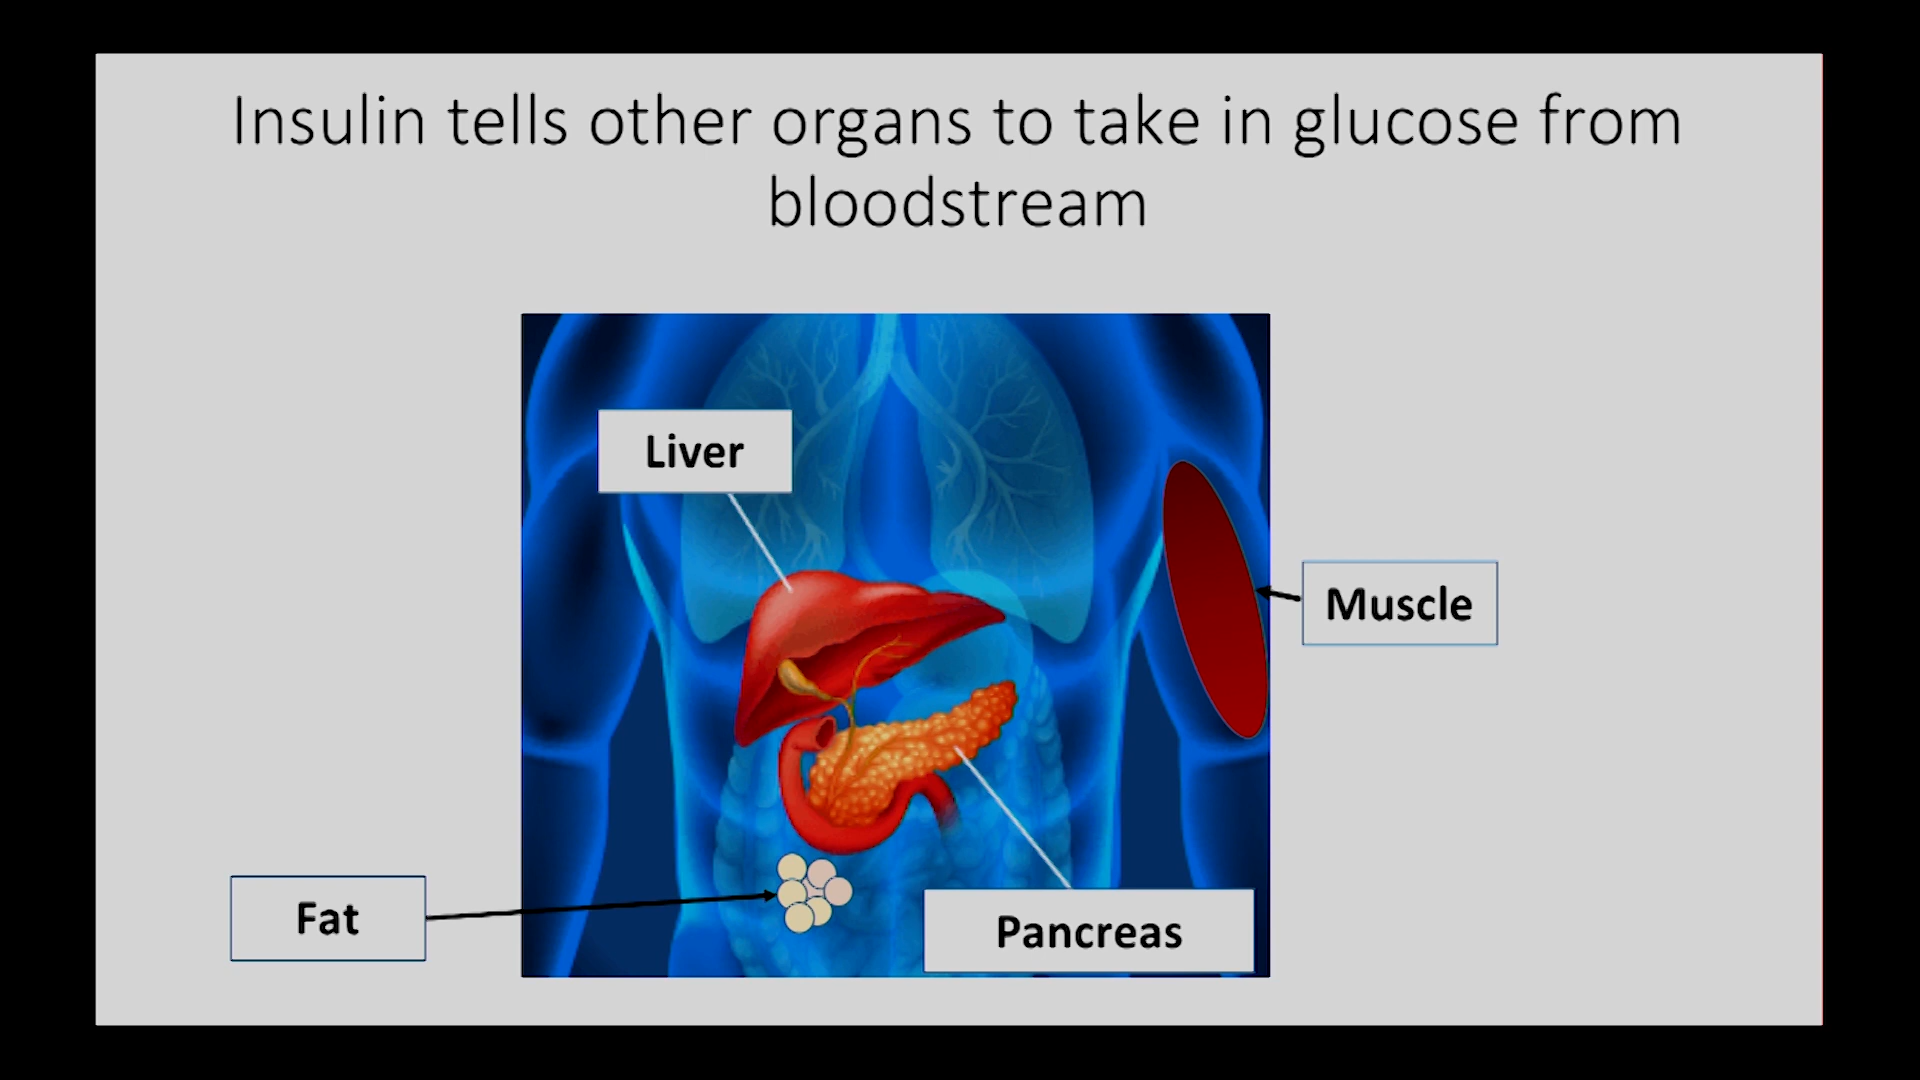 Insulin tells other organs to take in glucose from
bloodstream
Liver
Muscle
Fat
Pancreas